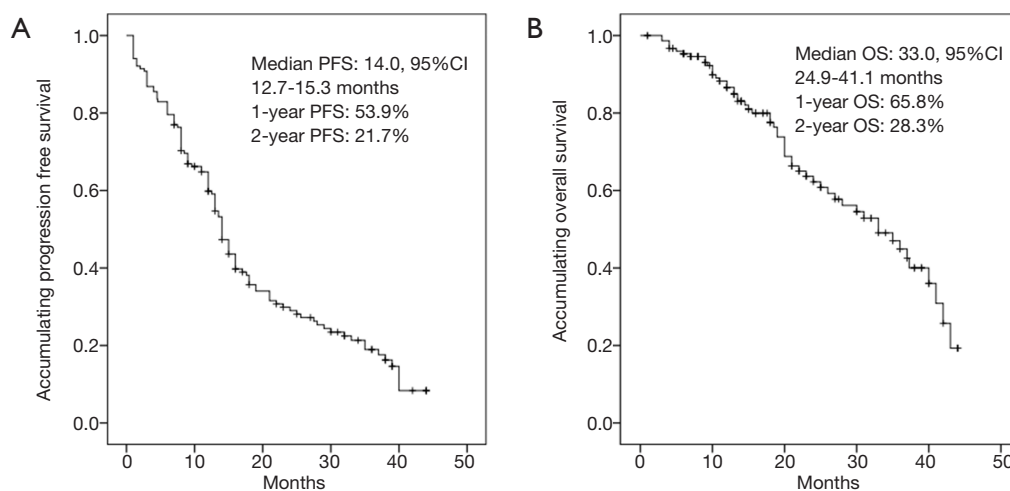 A
Accumulating progression free survival
1.0
0.8
0.6
0.4
0.2
0.0
Median PFS: 14.0, 95%CI
12.7-15.3 months
1-year PFS: 53.9%
2-year PFS: 21.7%
0 10 20 30 40 50
Months
B
Accumulating overall survival
1.0
0.8
0.6
0.4
0.2
0.0
Median OS: 33.0, 95%CI
24.9-41.1 months
1-year OS: 65.8%
2-year OS: 28.3%
0 10 20 30 40 50
Months